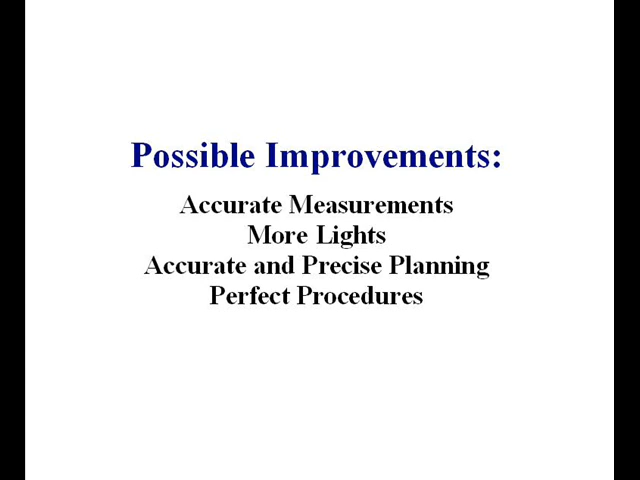 Possible Improvements:
Accurate Measurements
More Lights
Accurate and Precise Planning
Perfect Procedures